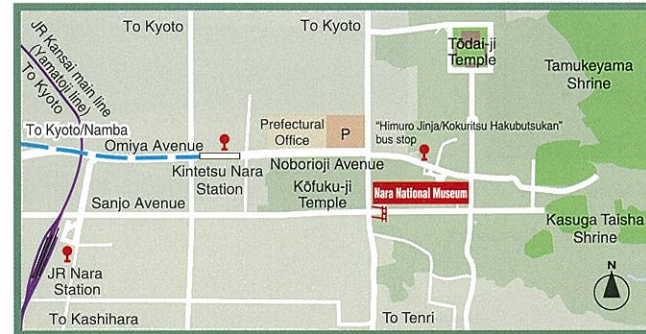 To Kyoto
To Kyoto
Tōdai-ji
Temple
Tamukeyama
Shrine
JR Kansai main line
(Yamatoji line)
To Kyoto
To Kyoto/Namba
Omiya Avenue
Prefectural
Office
P
"Himuro Jinja/Kokuritsu Hakubutsukan"
bus stop
Kintetsu Nara
Station
Noborioji Avenue
Kōfuku-ji
Temple
Nara National Museum
Sanjo Avenue
Kasuga Taisha
Shrine
JR Nara
Station
N
To Kashihara
To Tenri